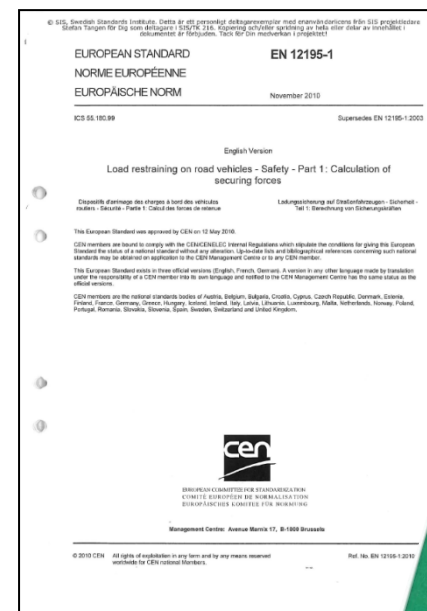 © SIS, Swedish Standards Institute. Detta är ett personligt deltagarexemplar med enanvändarlicens från SIS projektledare
Stefan Tangen för Dig som deltagare i SIS/TK 216. Kopiering och/eller spridning av hela eller delar av innehållet i
dokumentet är förbjuden. Tack för Din medverkan i projektet!
EUROPEAN STANDARD
NORME EUROPÉENNE
EUROPÄISCHE NORM
EN 12195-1
November 2010
ICS 55.180.99
Supersedes EN 12195-1:2003
English Version
Load restraining on road vehicles - Safety - Part 1: Calculation of
securing forces
Dispositifs d'arrimage des charges à bord des véhicules
routiers - Sécurité - Partie 1: Calcul des forces de retenue
Ladungssicherung auf Straßenfahrzeugen - Sicherheit -
Teil 1: Berechnung von Sicherungskräften
This European Standard was approved by CEN on 12 May 2010.
CEN members are bound to comply with the CEN/CENELEC Internal Regulations which stipulate the conditions for giving this European
Standard the status of a national standard without any alteration. Up-to-date lists and bibliographical references concerning such national
standards may be obtained on application to the CEN Management Centre or to any CEN member.
This European Standard exists in three official versions (English, French, German). A version in any other language made by translation
under the responsibility of a CEN member into its own language and notified to the CEN Management Centre has the same status as the
official versions.
CEN members are the national standards bodies of Austria, Belgium, Bulgaria, Croatia, Cyprus, Czech Republic, Denmark, Estonia,
Finland, France, Germany, Greece, Hungary, Iceland, Ireland, Italy, Latvia, Lithuania, Luxembourg, Malta, Netherlands, Norway, Poland,
Portugal, Romania, Slovakia, Slovenia, Spain, Sweden, Switzerland and United Kingdom.
cen
EUROPEAN COMMITTEE FOR STANDARDIZATION
COMITÉ EUROPÉEN DE NORMALISATION
EUROPÄISCHES KOMITEE FÜR NORMUNG
Management Centre: Avenue Marnix 17, B-1000 Brussels
© 2010 CEN
All rights of exploitation in any form and by any means reserved
worldwide for CEN national Members.
Ref. No. EN 12195-1:2010